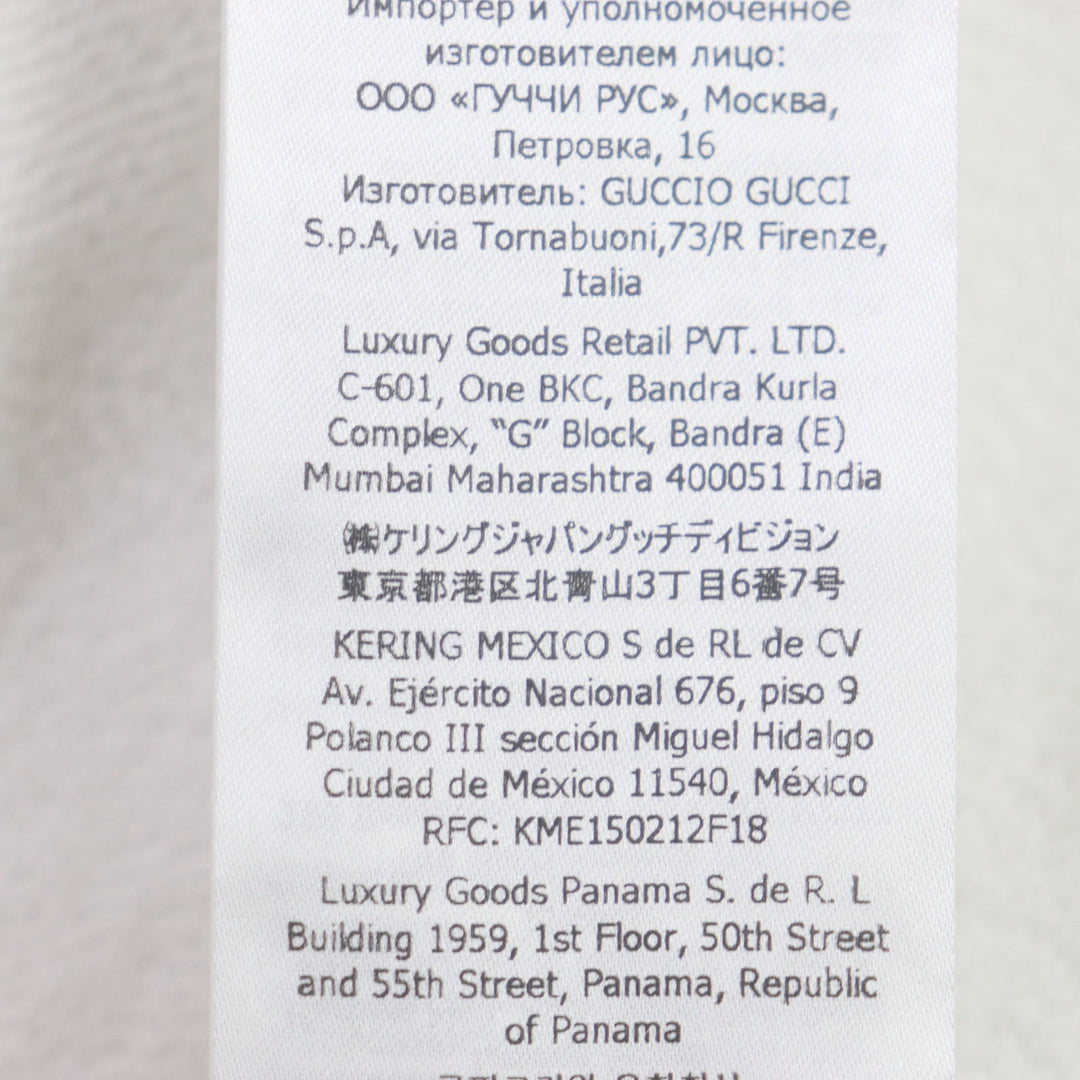 Импортер и уполномоченное
изготовителем лицо:
ООО «ГУЧЧИ РУС», Москва,
Петровка, 16
Изготовитель: GUCCIO GUCCI
S.p.A, via Tornabuoni,73/R Firenze,
Italia
Luxury Goods Retail PVT. LTD.
C-601, One BKC, Bandra Kurla
Complex, “G” Block, Bandra (E)
Mumbai Maharashtra 400051 India
㈱ケリングジャパングッチディビジョン
東京都港区北青山3丁目6番7号
KERING MEXICO S de RL de CV
Av. Ejército Nacional 676, piso 9
Polanco III sección Miguel Hidalgo
Ciudad de México 11540, México
RFC: KME150212F18
Luxury Goods Panama S. de R. L
Building 1959, 1st Floor, 50th Street
and 55th Street, Panama, Republic
of Panama